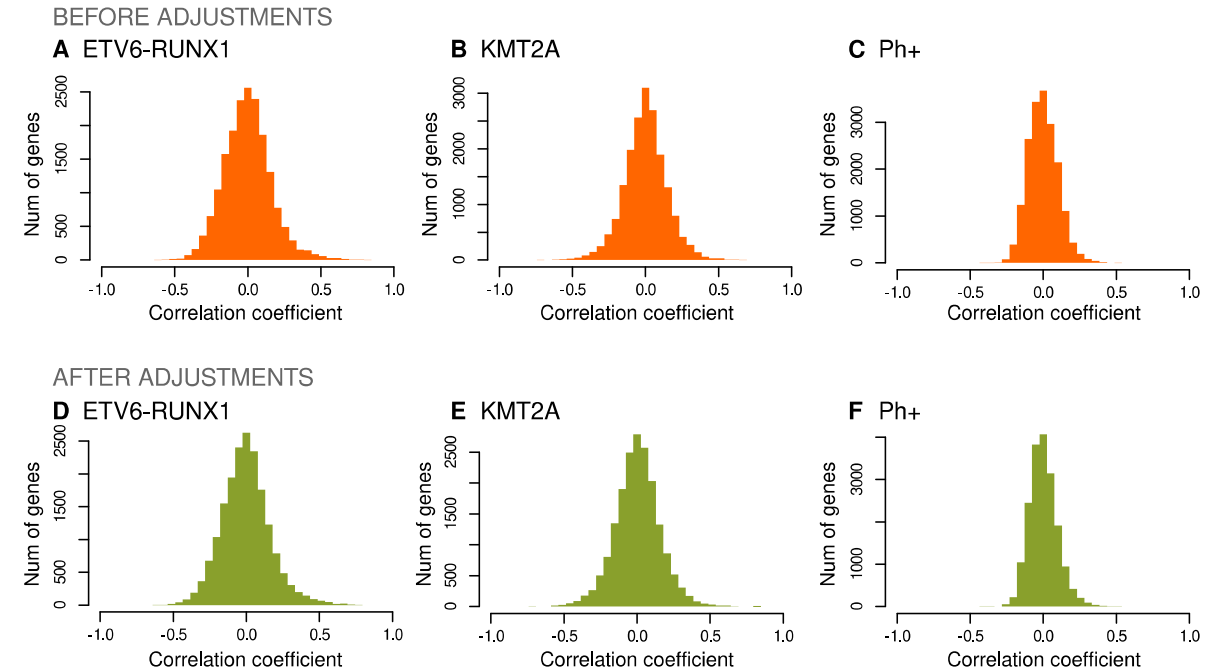 BEFORE ADJUSTMENTS
A ETV6-RUNX1
B KMT2A
C Ph+
Num of genes
2500
1500
500
0
-1.0 -0.5 0.0 0.5 1.0
Correlation coefficient
Num of genes
3000
2000
1000
0
-1.0 -0.5 0.0 0.5 1.0
Correlation coefficient
Num of genes
3000
2000
1000
0
-1.0 -0.5 0.0 0.5 1.0
Correlation coefficient
AFTER ADJUSTMENTS
D ETV6-RUNX1
E KMT2A
F Ph+
Num of genes
2500
1500
500
0
-1.0 -0.5 0.0 0.5 1.0
Correlation coefficient
Num of genes
2500
1500
500
0
-1.0 -0.5 0.0 0.5 1.0
Correlation coefficient
Num of genes
3000
1000
0
-1.0 -0.5 0.0 0.5 1.0
Correlation coefficient